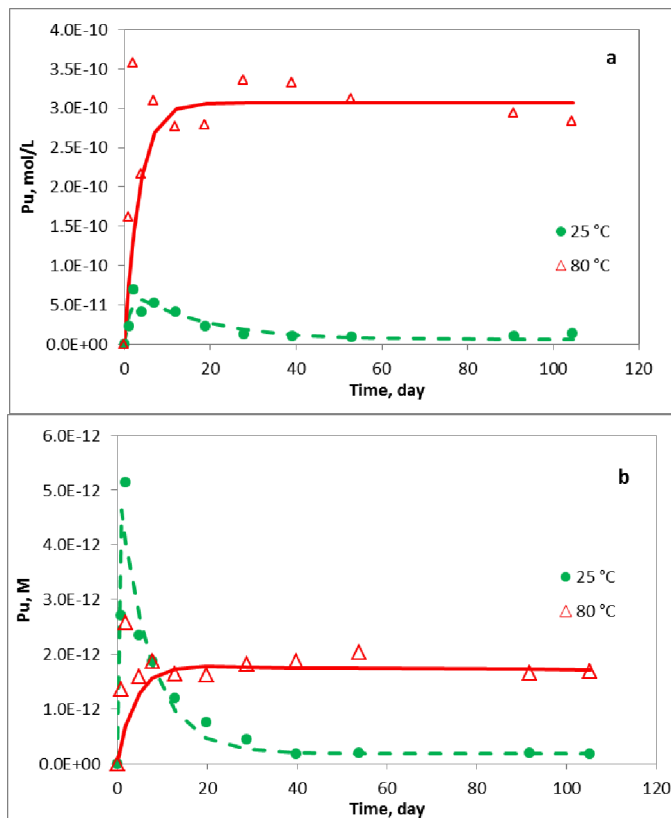 4.0E-10
a
3.5E-10
3.0E-10
2.5E-10
2.0E-10
1.5E-10
1.0E-10
5.0E-11
0.0E+00
Pu, mol/L
25 °C
80 °C
0 20 40 60 80 100 120
Time, day
6.0E-12
b
5.0E-12
4.0E-12
3.0E-12
2.0E-12
1.0E-12
0.0E+00
Pu, M
25 °C
80 °C
0 20 40 60 80 100 120
Time, day